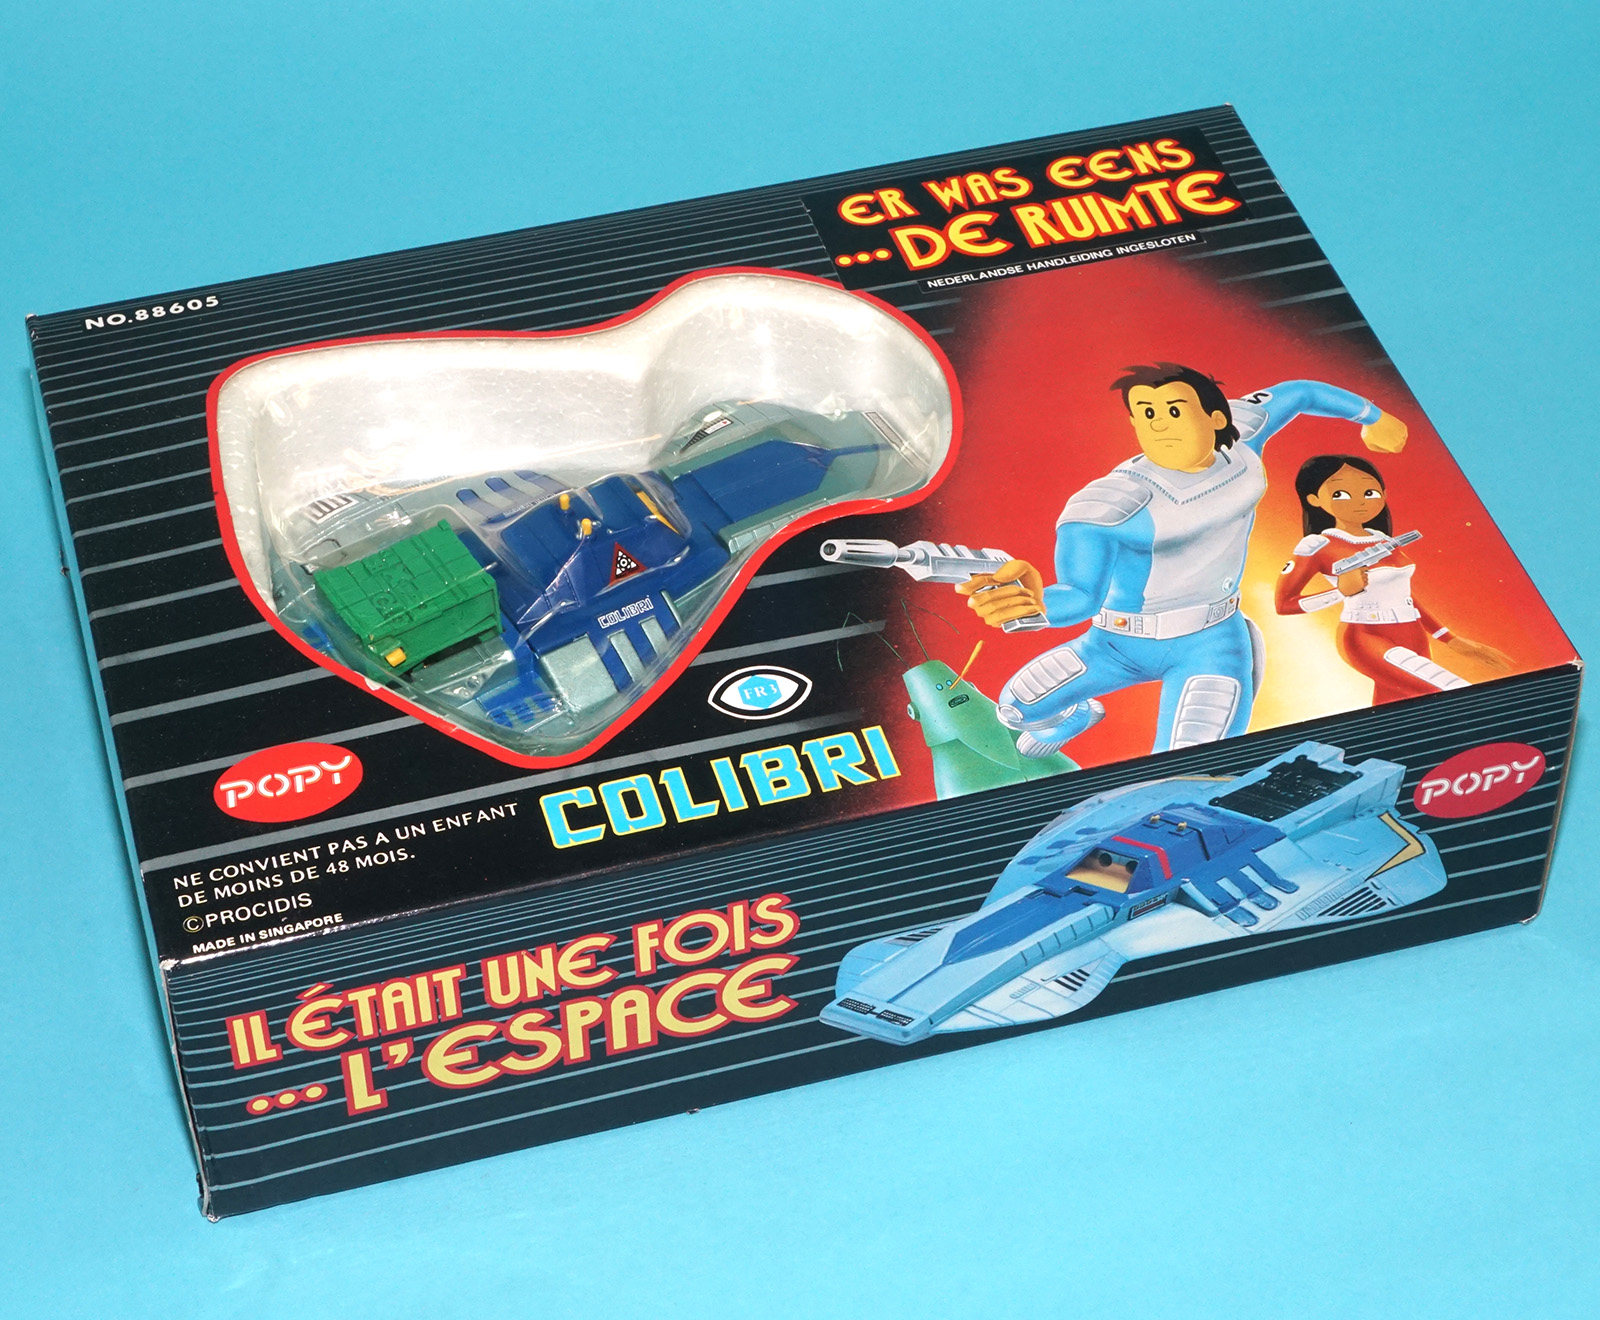 NO.88605
ER WAS EENS
...DE RUIMTE
NEDERLANDSE HANDLEIDING INGESLOTEN
COLIBRI
FR3
POPY
COLIBRI
NE CONVIENT PAS A UN ENFANT
DE MOINS DE 48 MOIS.
©PROCIDIS
MADE IN SINGAPORE
POPY
IL ÉTAIT UNE FOIS
...L'ESPACE